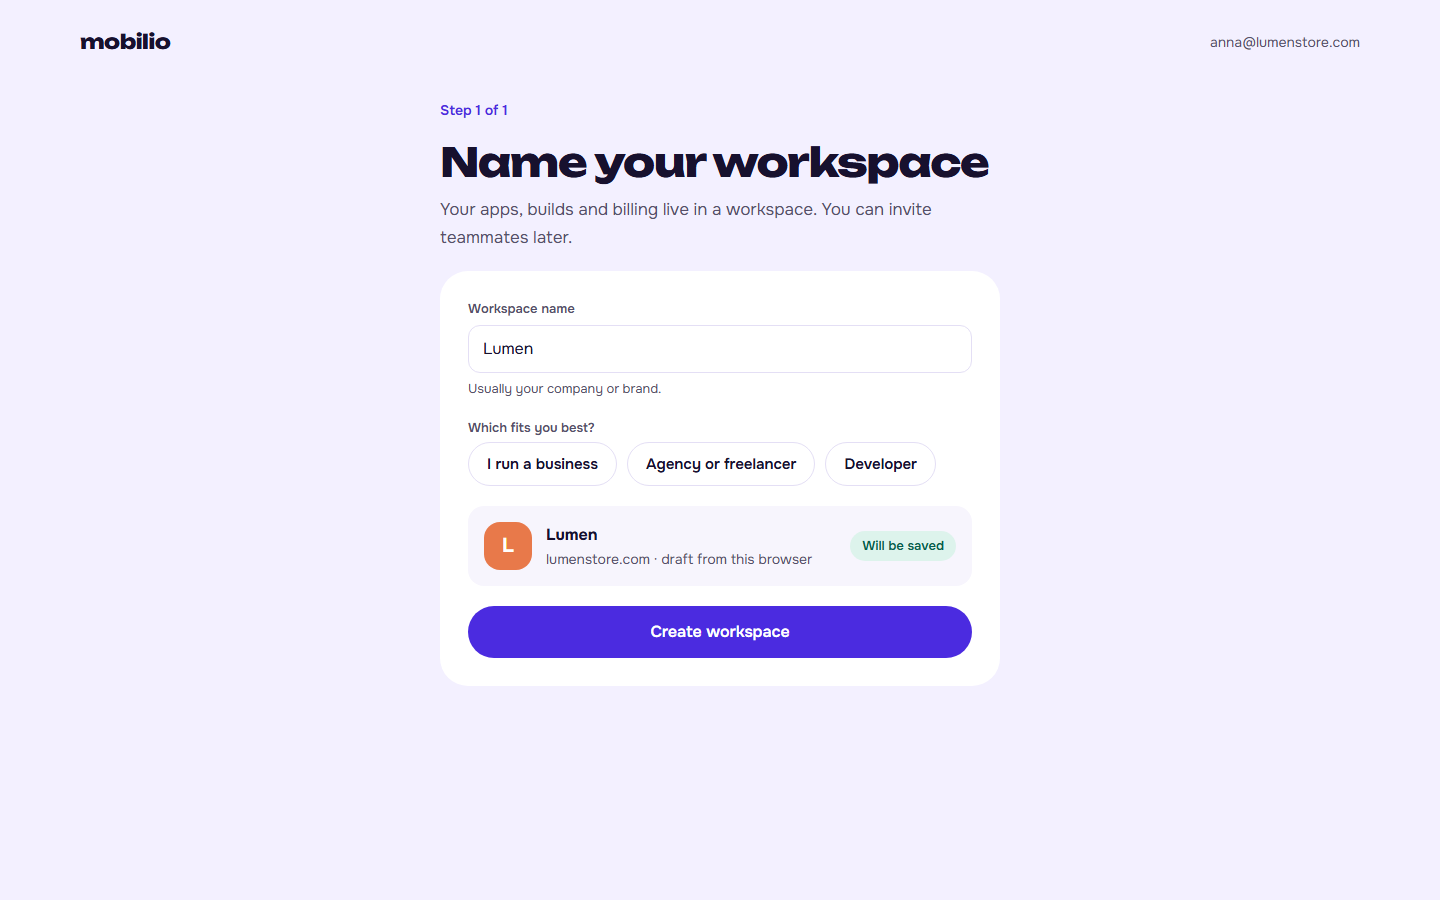 mobilio
anna@lumenstore.com
Step 1 of 1
Name your workspace
Your apps, builds and billing live in a workspace. You can invite
teammates later.
Workspace name
Lumen
Usually your company or brand.
Which fits you best?
I run a business
Agency or freelancer
Developer
L
Lumen
lumenstore.com · draft from this browser
Will be saved
Create workspace